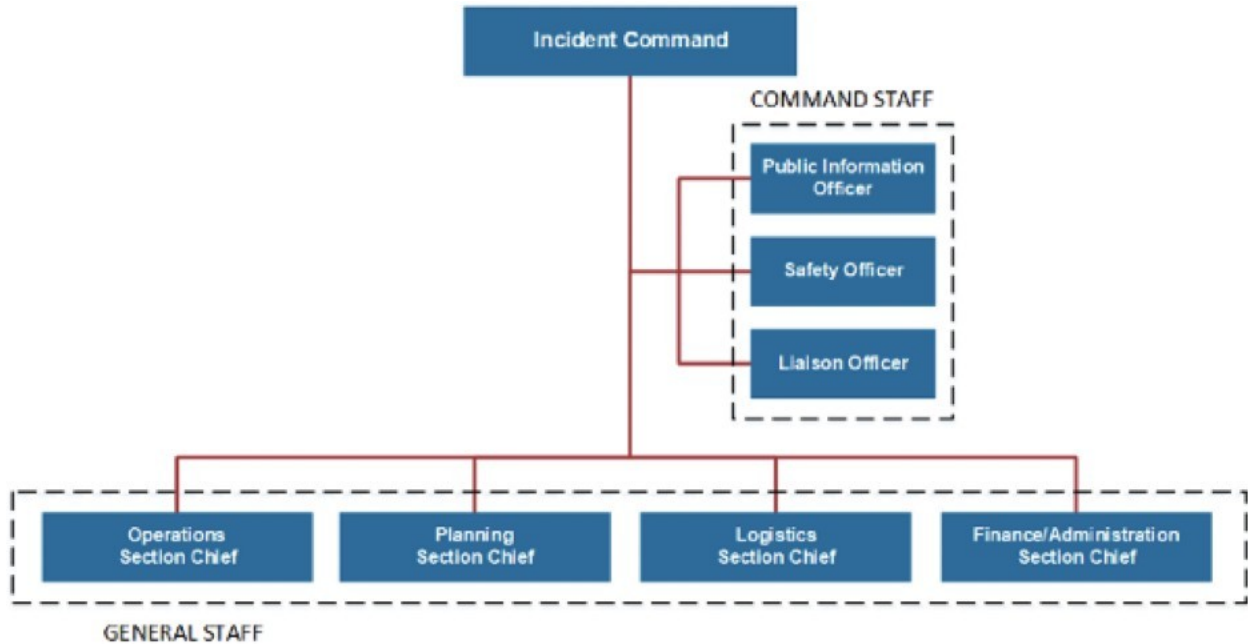 Incident Command
COMMAND STAFF
Public Information
Officer
Safety Officer
Liaison Officer
Operations
Section Chief
Planning
Section Chief
Logistics
Section Chief
Finance/Administration
Section Chief
GENERAL STAFF